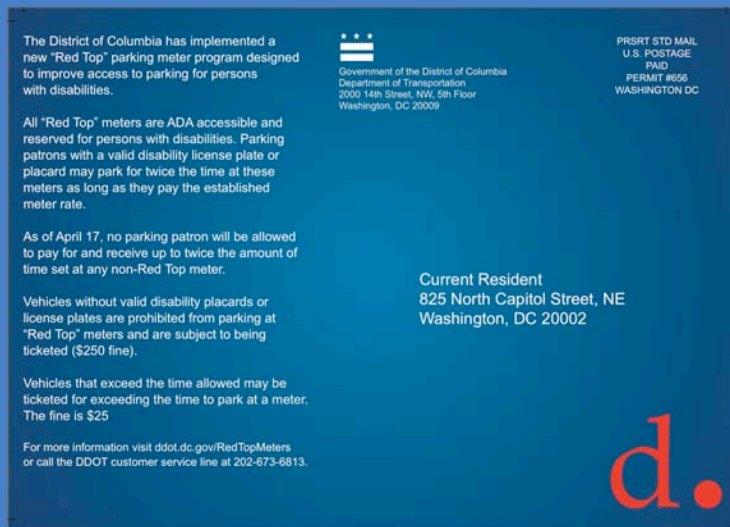 The District of Columbia has implemented a
new “Red Top” parking meter program designed
to improve access to parking for persons
with disabilities.
All “Red Top” meters are ADA accessible and
reserved for persons with disabilities. Parking
patrons with a valid disability license plate or
placard may park for twice the time at these
meters as long as they pay the established
meter rate.
As of April 17, no parking patron will be allowed
to pay for and receive up to twice the amount of
time set at any non-Red Top meter.
Vehicles without valid disability placards or
license plates are prohibited from parking at
“Red Top” meters and are subject to being
ticketed ($250 fine).
Vehicles that exceed the time allowed may be
ticketed for exceeding the time to park at a meter.
The fine is $25
For more information visit ddot.dc.gov/RedTopMeters
or call the DDOT customer service line at 202-673-6813.
Government of the District of Columbia
Department of Transportation
2000 14th Street, NW, 5th Floor
Washington, DC 20009
PRSRT STD MAIL
U.S. POSTAGE
PAID
PERMIT #656
WASHINGTON DC
Current Resident
825 North Capitol Street, NE
Washington, DC 20002
d.